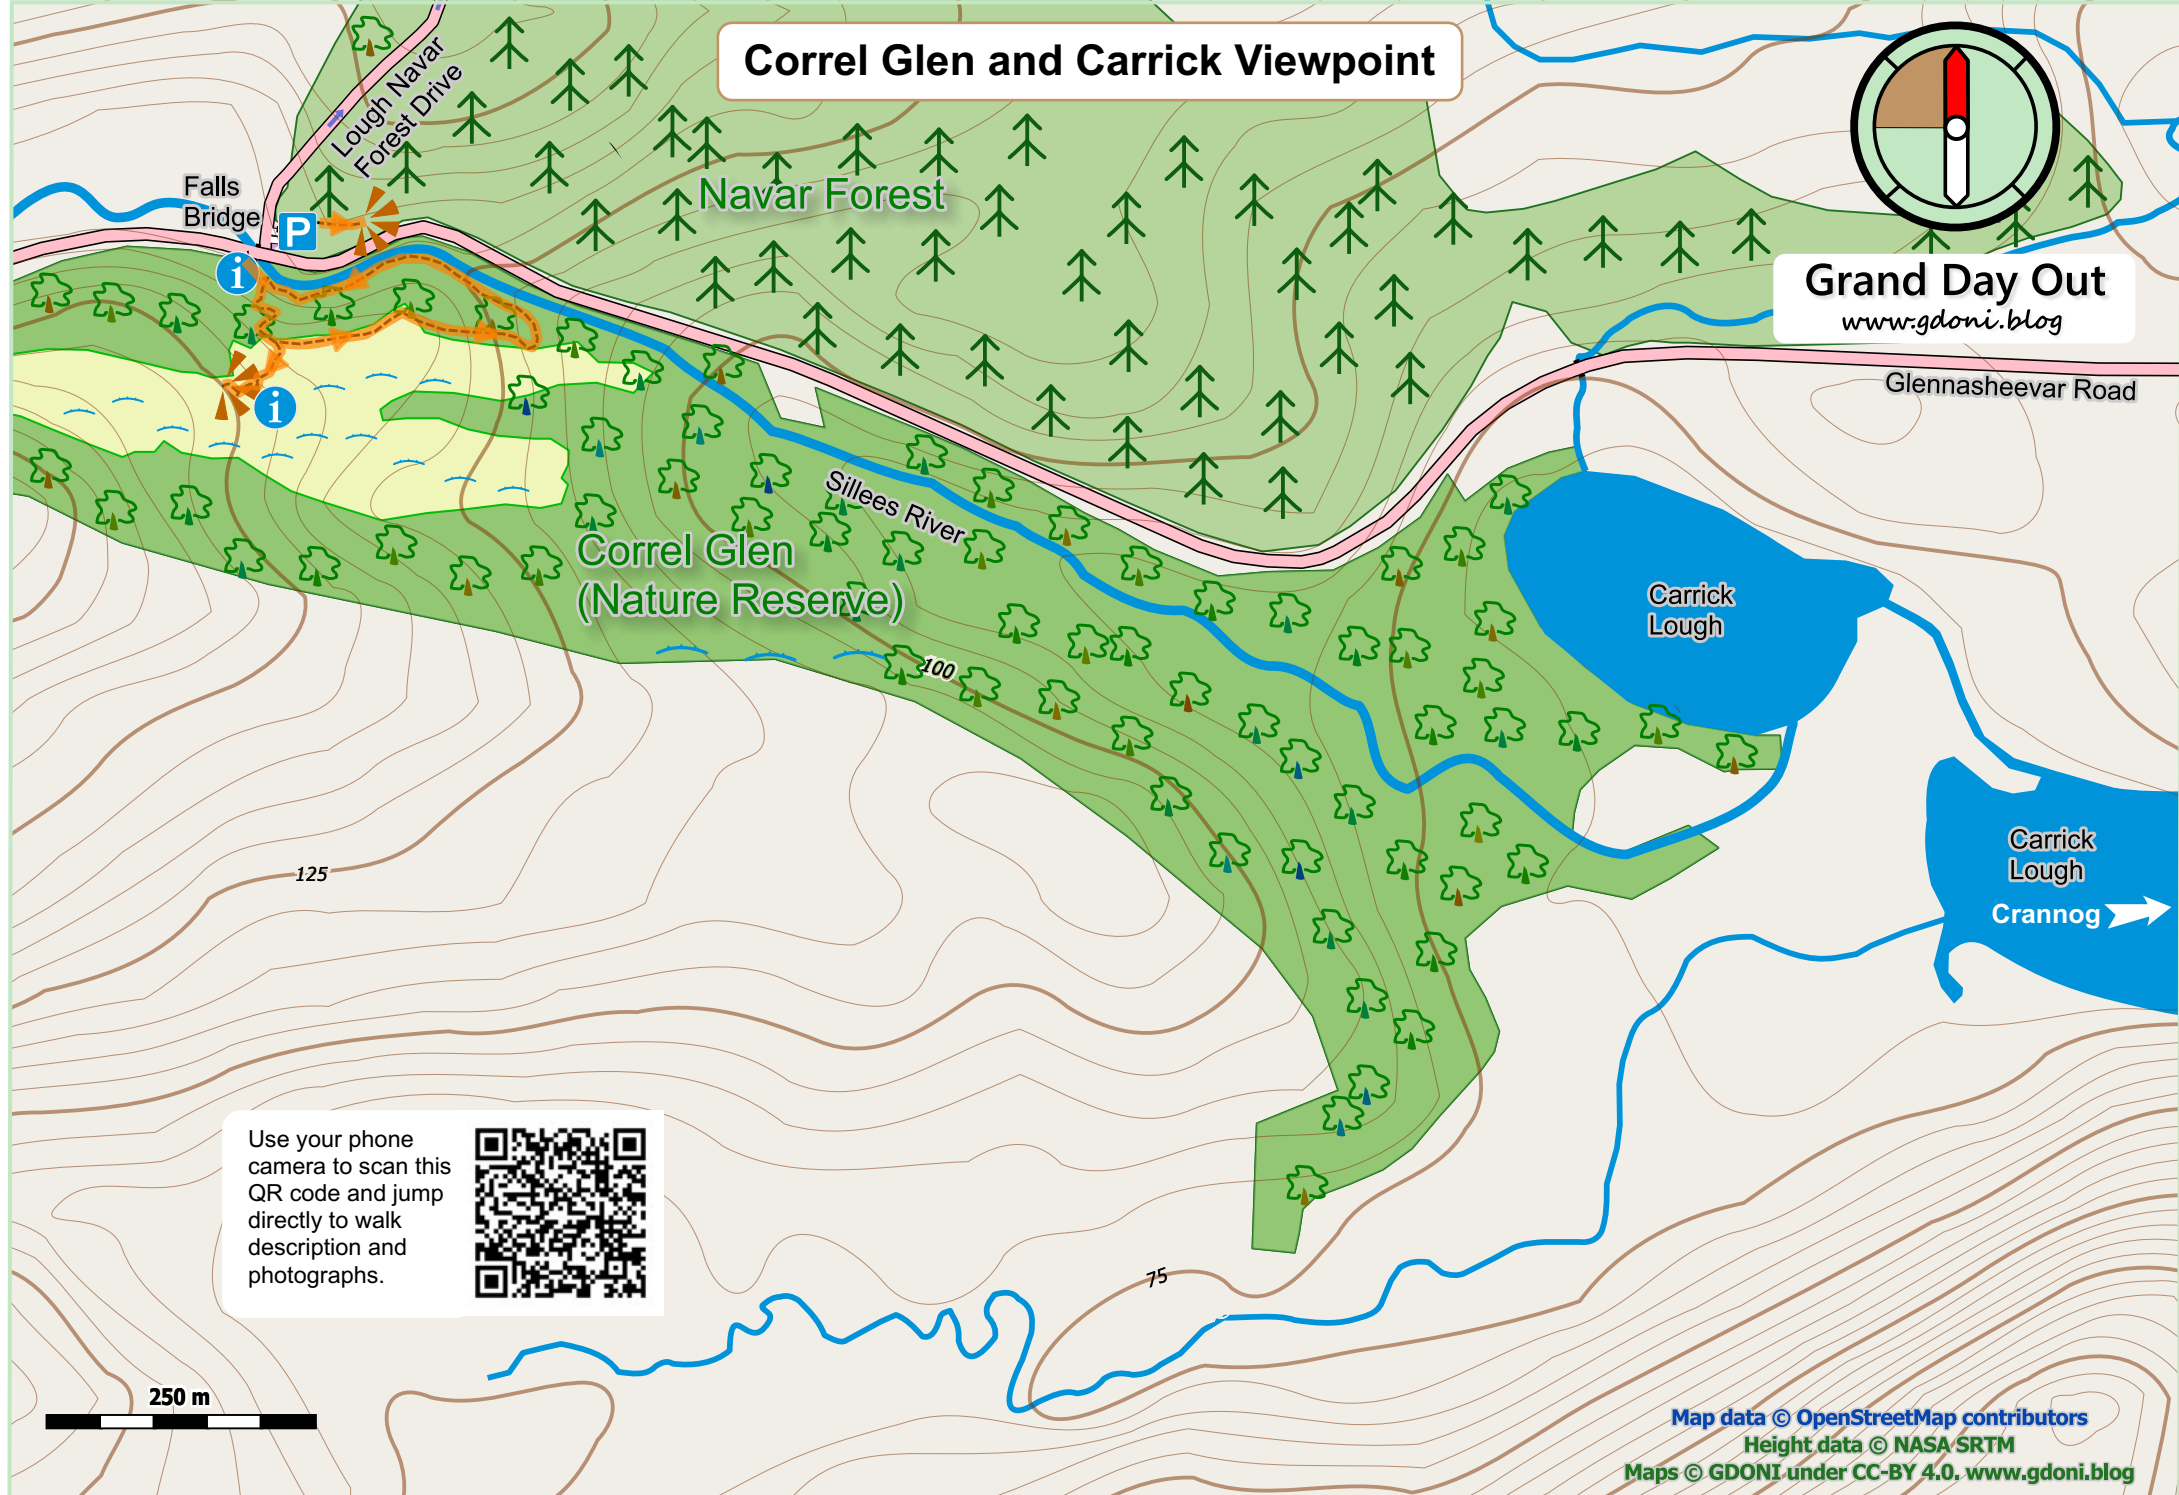 Correl Glen and Carrick Viewpoint
Lough Navar
Forest Drive
Falls
Bridge
P
i
i
Navar Forest
Grand Day Out
www.gdoni.blog
Glennasheevar Road
Sillees River
Correl Glen
(Nature Reserve)
Carrick
Lough
100
125
Carrick
Lough
Crannog
Use your phone
camera to scan this
QR code and jump
directly to walk
description and
photographs.
75
250 m
Map data © OpenStreetMap contributors
Height data © NASA SRTM
Maps © GDONI under CC-BY 4.0. www.gdoni.blog